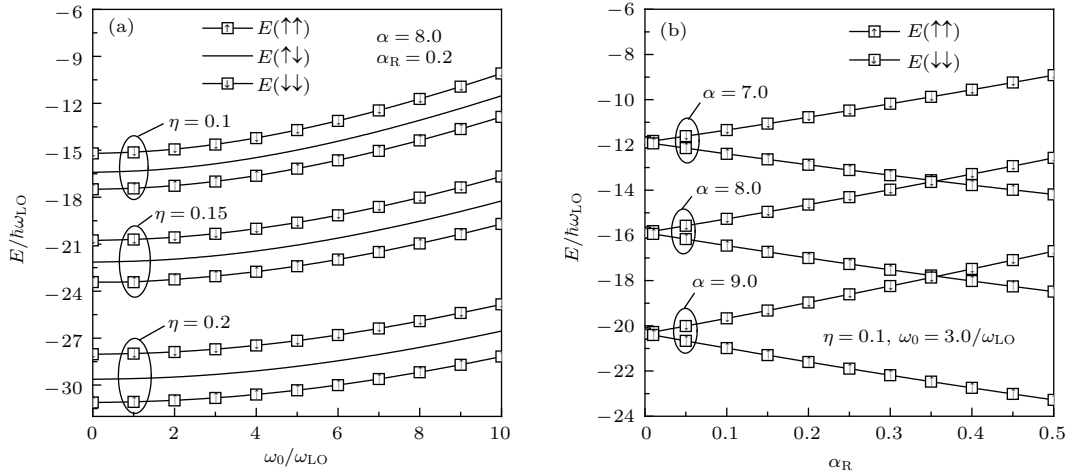 (a)
E(↑↑)
E(↑↓)
E(↓↓)
α = 8.0
αR = 0.2
η = 0.1
η = 0.15
η = 0.2
E/ħωLO
−6
−9
−12
−15
−18
−21
−24
−27
−30
0 2 4 6 8 10
ω0/ωLO
(b)
E(↑↑)
E(↓↓)
α = 7.0
α = 8.0
α = 9.0
η = 0.1, ω0 = 3.0/ωLO
E/ħωLO
−6
−8
−10
−12
−14
−16
−18
−20
−22
−24
0 0.1 0.2 0.3 0.4 0.5
αR